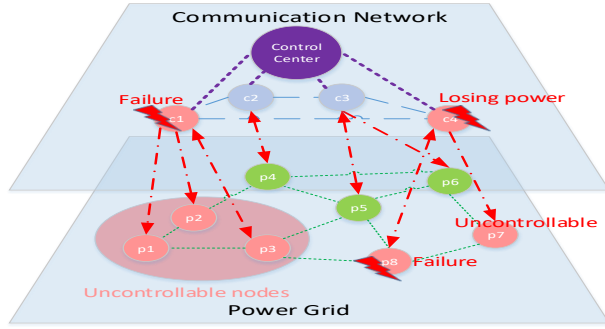 Communication Network
Control
Center
c2
c3
Failure
Losing power
c1
c4
p4
p6
p2
p5
Uncontrollable
p1
p3
p7
p8
Failure
Uncontrollable nodes
Power Grid